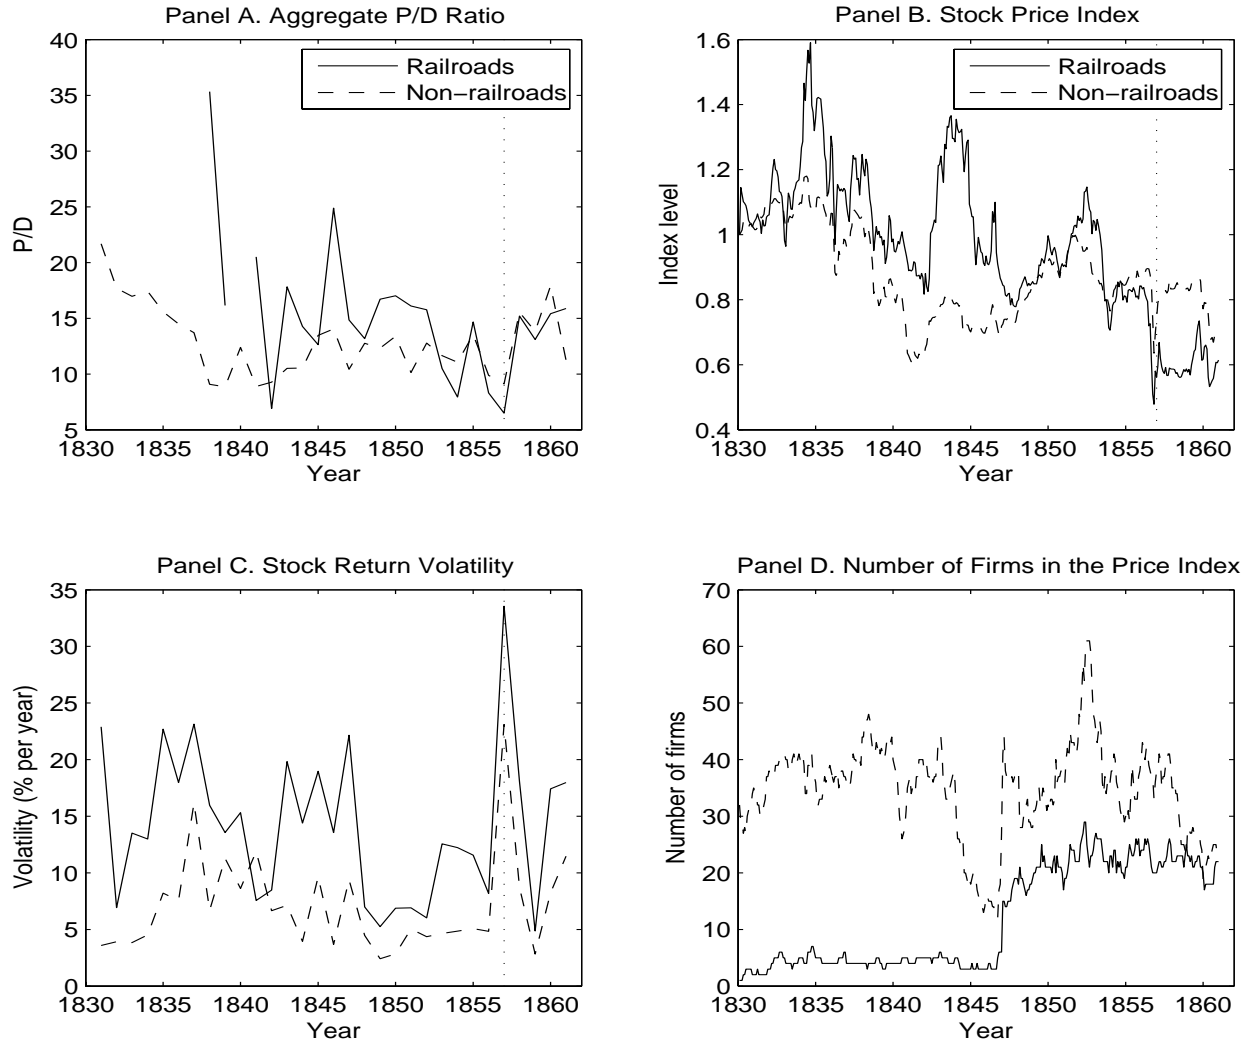 Panel A. Aggregate P/D Ratio
40
35
30
25
20
15
10
5
P/D
Railroads
Non-railroads
1830 1835 1840 1845 1850 1855 1860
Year
Panel B. Stock Price Index
1.6
1.4
1.2
1
0.8
0.6
0.4
Index level
Railroads
Non-railroads
1830 1835 1840 1845 1850 1855 1860
Year
Panel C. Stock Return Volatility
35
30
25
20
15
10
5
0
Volatility (% per year)
1830 1835 1840 1845 1850 1855 1860
Year
Panel D. Number of Firms in the Price Index
70
60
50
40
30
20
10
0
Number of firms
1830 1835 1840 1845 1850 1855 1860
Year